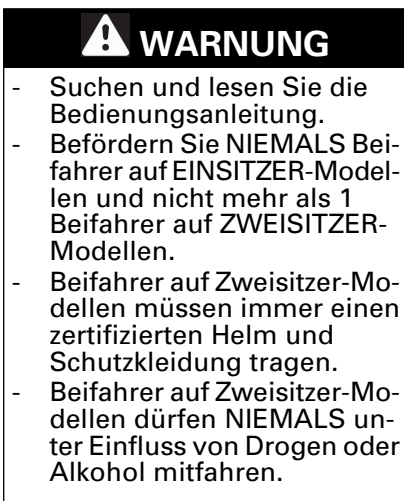 WARNUNG
- Suchen und lesen Sie die
Bedienungsanleitung.
- Befördern Sie NIEMALS Bei-
fahrer auf EINSITZER-Model-
len und nicht mehr als 1
Beifahrer auf ZWEISITZER-
Modellen.
- Beifahrer auf Zweisitzer-Mo-
dellen müssen immer einen
zertifizierten Helm und
Schutzkleidung tragen.
- Beifahrer auf Zweisitzer-Mo-
dellen dürfen NIEMALS un-
ter Einfluss von Drogen oder
Alkohol mitfahren.